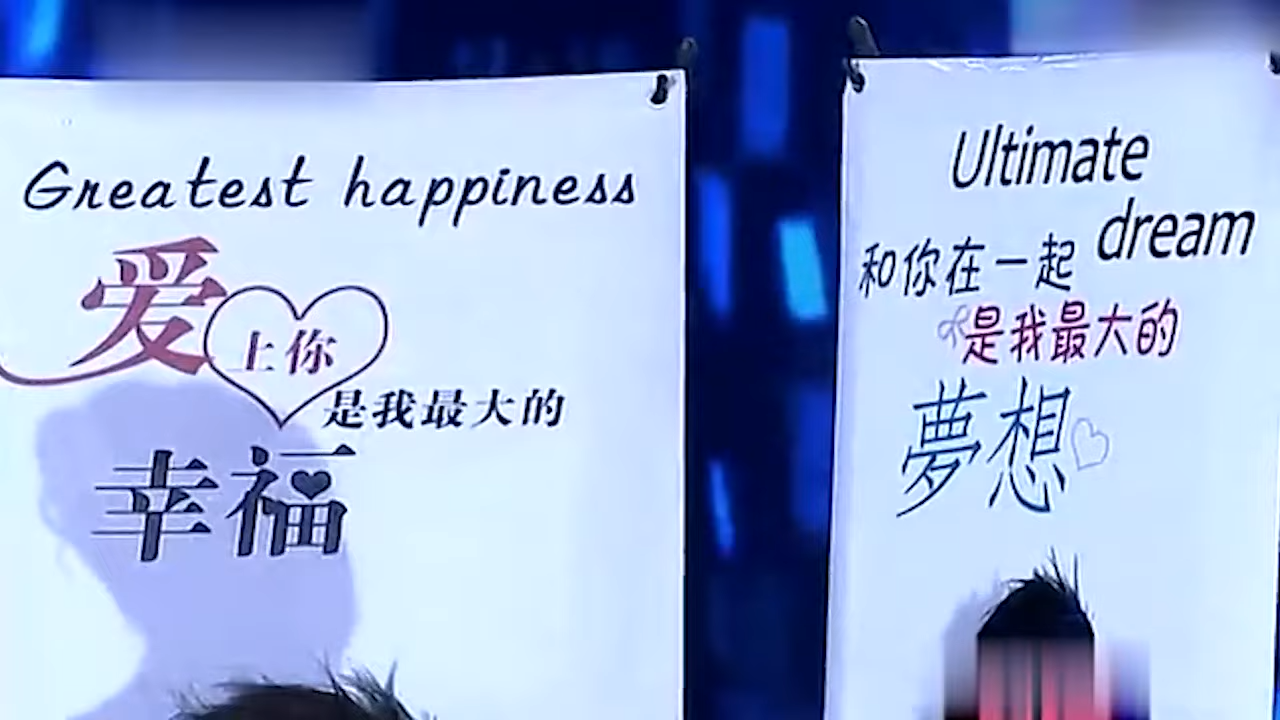 Greatest happiness
爱上你
是我最大的
幸福
Ultimate
dream
和你在一起
是我最大的
夢想